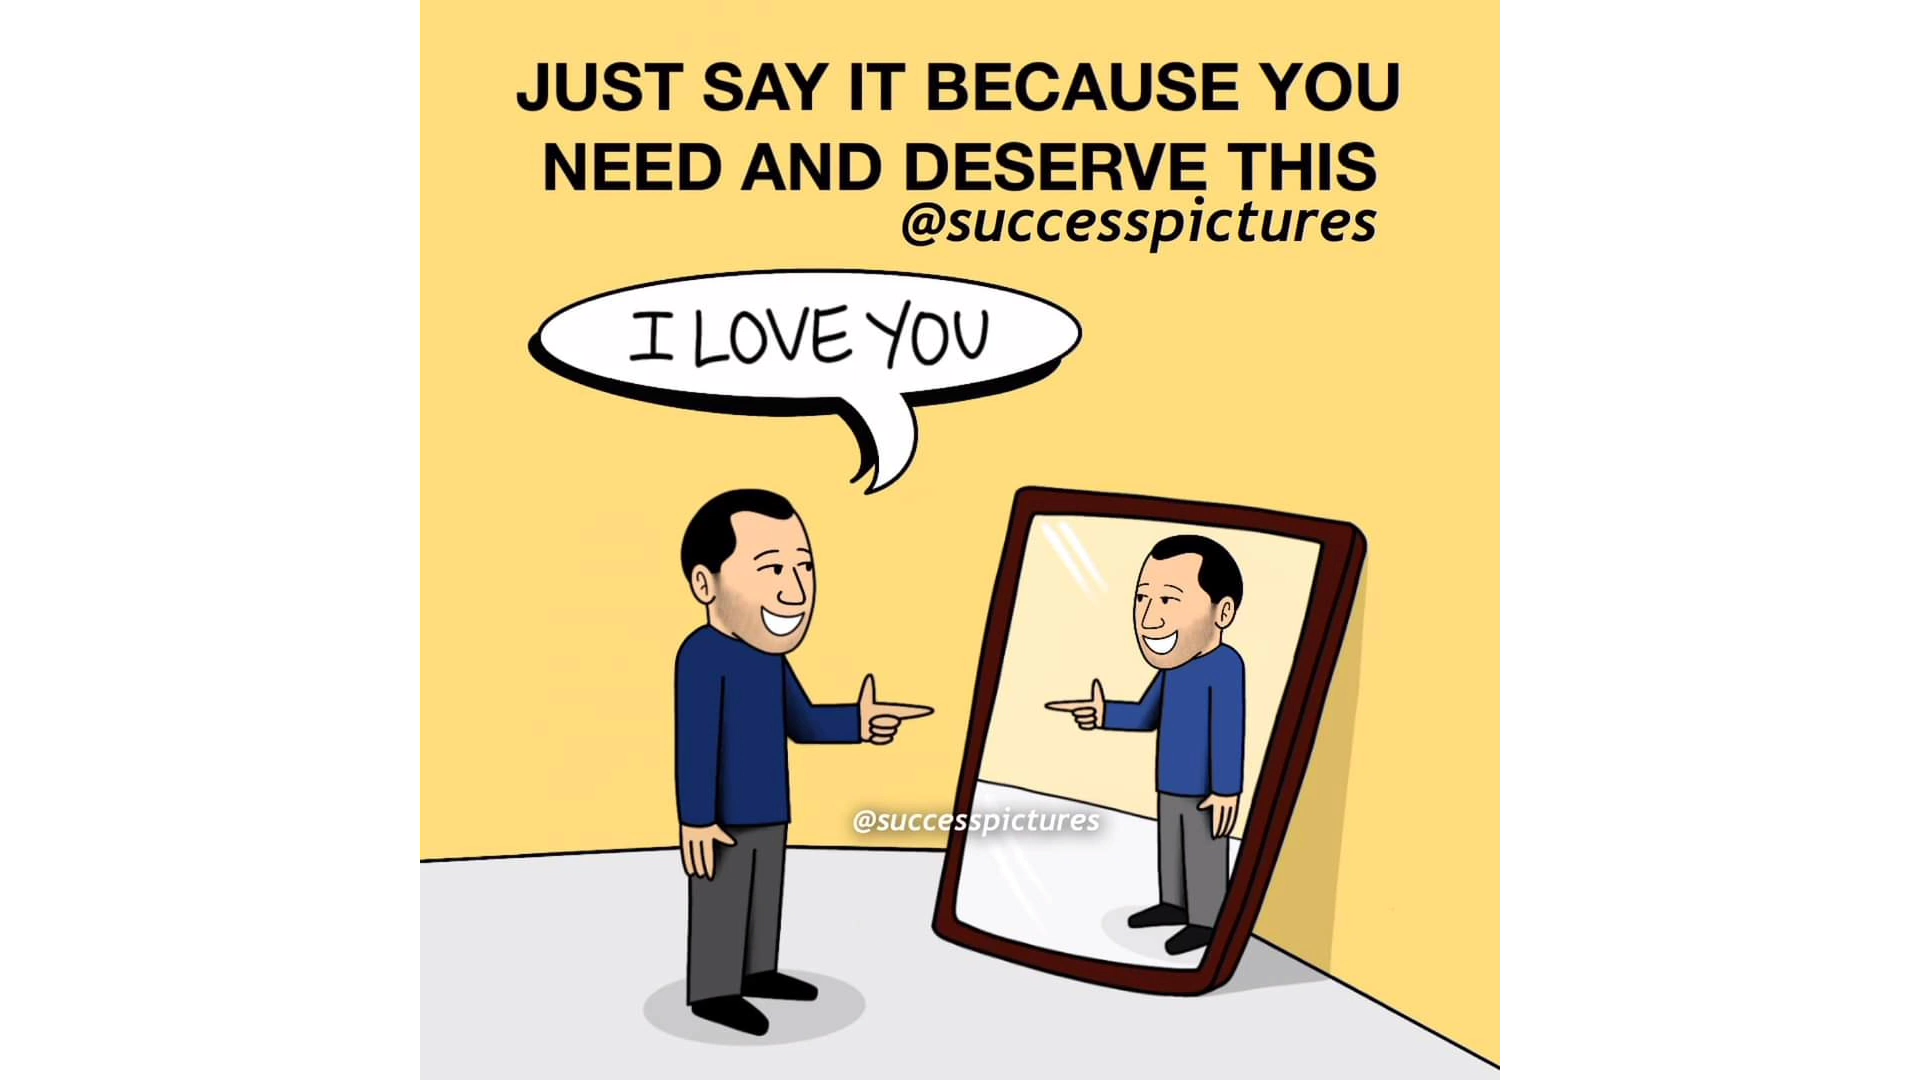 JUST SAY IT BECAUSE YOU
NEED AND DESERVE THIS
@successpictures
I LOVE YOU
@successpictures